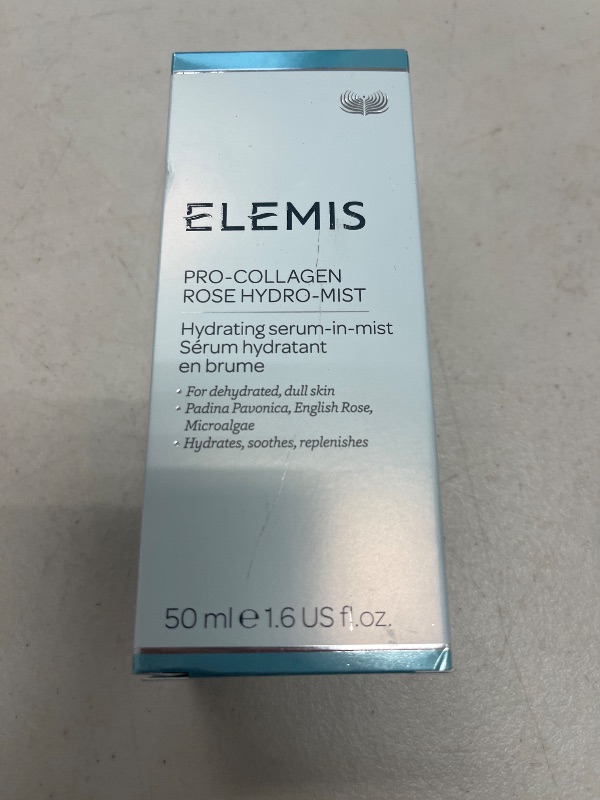 ELEMIS
PRO-COLLAGEN
ROSE HYDRO-MIST
Hydrating serum-in-mist
Sérum hydratant
en brume
• For dehydrated, dull skin
• Padina Pavonica, English Rose,
Microalgae
• Hydrates, soothes, replenishes
50 ml ℮ 1.6 US fl.oz.